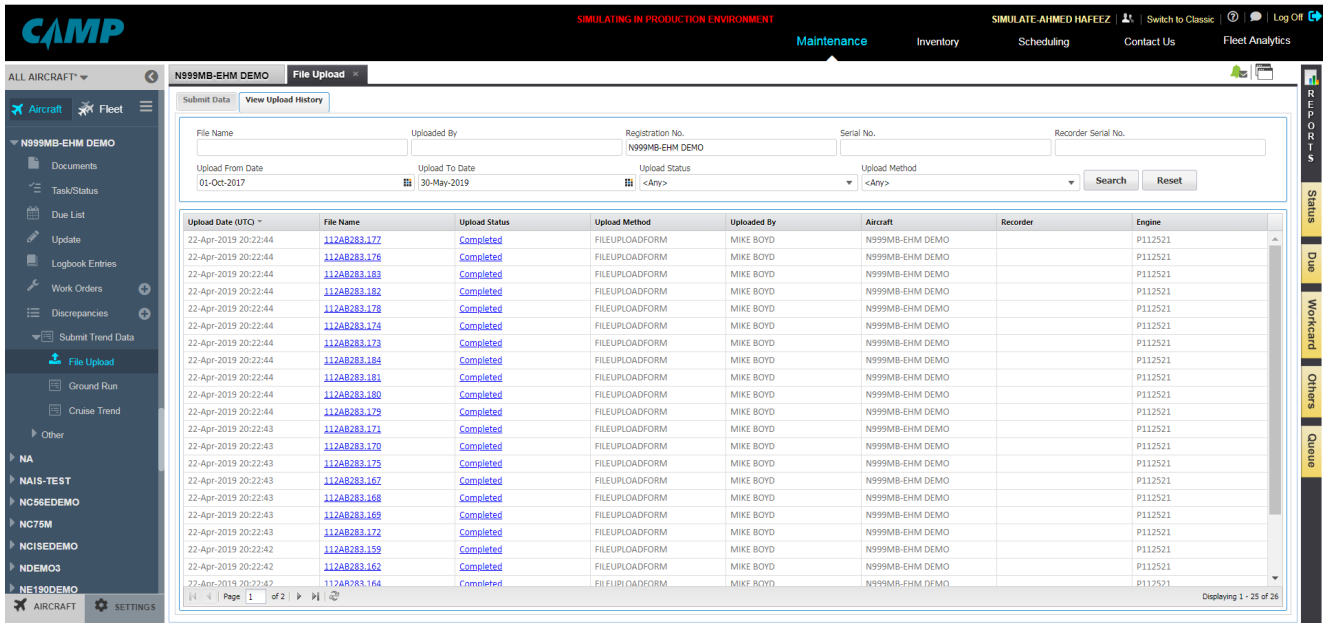 CAMP
SIMULATING IN PRODUCTION ENVIRONMENT
SIMULATE-AHMED HAFEEZ | Switch to Classic | Log Off
Maintenance Inventory Scheduling Contact Us Fleet Analytics
ALL AIRCRAFT*
Aircraft Fleet
N999MB-EHM DEMO
Documents
Task/Status
Due List
Update
Logbook Entries
Work Orders
Discrepancies
Submit Trend Data
File Upload
Ground Run
Cruise Trend
Other
NA
NAIS-TEST
NC56EDEMO
NC75M
NCISEDEMO
NDEMO3
NE190DEMO
AIRCRAFT SETTINGS
N999MB-EHM DEMO File Upload ×
Submit Data View Upload History
File Name Uploaded By Registration No. Serial No. Recorder Serial No.
N999MB-EHM DEMO
Upload From Date Upload To Date Upload Status Upload Method
01-Oct-2017 30-May-2019 <Any> <Any> Search Reset
Upload Date (UTC) File Name Upload Status Upload Method Uploaded By Aircraft Recorder Engine
22-Apr-2019 20:22:44 112AB283.177 Completed FILEUPLOADFORM MIKE BOYD N999MB-EHM DEMO P112521
22-Apr-2019 20:22:44 112AB283.176 Completed FILEUPLOADFORM MIKE BOYD N999MB-EHM DEMO P112521
22-Apr-2019 20:22:44 112AB283.183 Completed FILEUPLOADFORM MIKE BOYD N999MB-EHM DEMO P112521
22-Apr-2019 20:22:44 112AB283.182 Completed FILEUPLOADFORM MIKE BOYD N999MB-EHM DEMO P112521
22-Apr-2019 20:22:44 112AB283.178 Completed FILEUPLOADFORM MIKE BOYD N999MB-EHM DEMO P112521
22-Apr-2019 20:22:44 112AB283.174 Completed FILEUPLOADFORM MIKE BOYD N999MB-EHM DEMO P112521
22-Apr-2019 20:22:44 112AB283.173 Completed FILEUPLOADFORM MIKE BOYD N999MB-EHM DEMO P112521
22-Apr-2019 20:22:44 112AB283.184 Completed FILEUPLOADFORM MIKE BOYD N999MB-EHM DEMO P112521
22-Apr-2019 20:22:44 112AB283.181 Completed FILEUPLOADFORM MIKE BOYD N999MB-EHM DEMO P112521
22-Apr-2019 20:22:44 112AB283.180 Completed FILEUPLOADFORM MIKE BOYD N999MB-EHM DEMO P112521
22-Apr-2019 20:22:44 112AB283.179 Completed FILEUPLOADFORM MIKE BOYD N999MB-EHM DEMO P112521
22-Apr-2019 20:22:43 112AB283.171 Completed FILEUPLOADFORM MIKE BOYD N999MB-EHM DEMO P112521
22-Apr-2019 20:22:43 112AB283.170 Completed FILEUPLOADFORM MIKE BOYD N999MB-EHM DEMO P112521
22-Apr-2019 20:22:43 112AB283.175 Completed FILEUPLOADFORM MIKE BOYD N999MB-EHM DEMO P112521
22-Apr-2019 20:22:43 112AB283.167 Completed FILEUPLOADFORM MIKE BOYD N999MB-EHM DEMO P112521
22-Apr-2019 20:22:43 112AB283.168 Completed FILEUPLOADFORM MIKE BOYD N999MB-EHM DEMO P112521
22-Apr-2019 20:22:43 112AB283.169 Completed FILEUPLOADFORM MIKE BOYD N999MB-EHM DEMO P112521
22-Apr-2019 20:22:43 112AB283.172 Completed FILEUPLOADFORM MIKE BOYD N999MB-EHM DEMO P112521
22-Apr-2019 20:22:42 112AB283.159 Completed FILEUPLOADFORM MIKE BOYD N999MB-EHM DEMO P112521
22-Apr-2019 20:22:42 112AB283.162 Completed FILEUPLOADFORM MIKE BOYD N999MB-EHM DEMO P112521
22-Apr-2019 20:22:42 112AB283.164 Completed FILEUPLOADFORM MIKE BOYD N999MB-EHM DEMO P112521
Page 1 of 2 Displaying 1 - 25 of 26
REPORTS
Status
Due
Workcard
Others
Queue